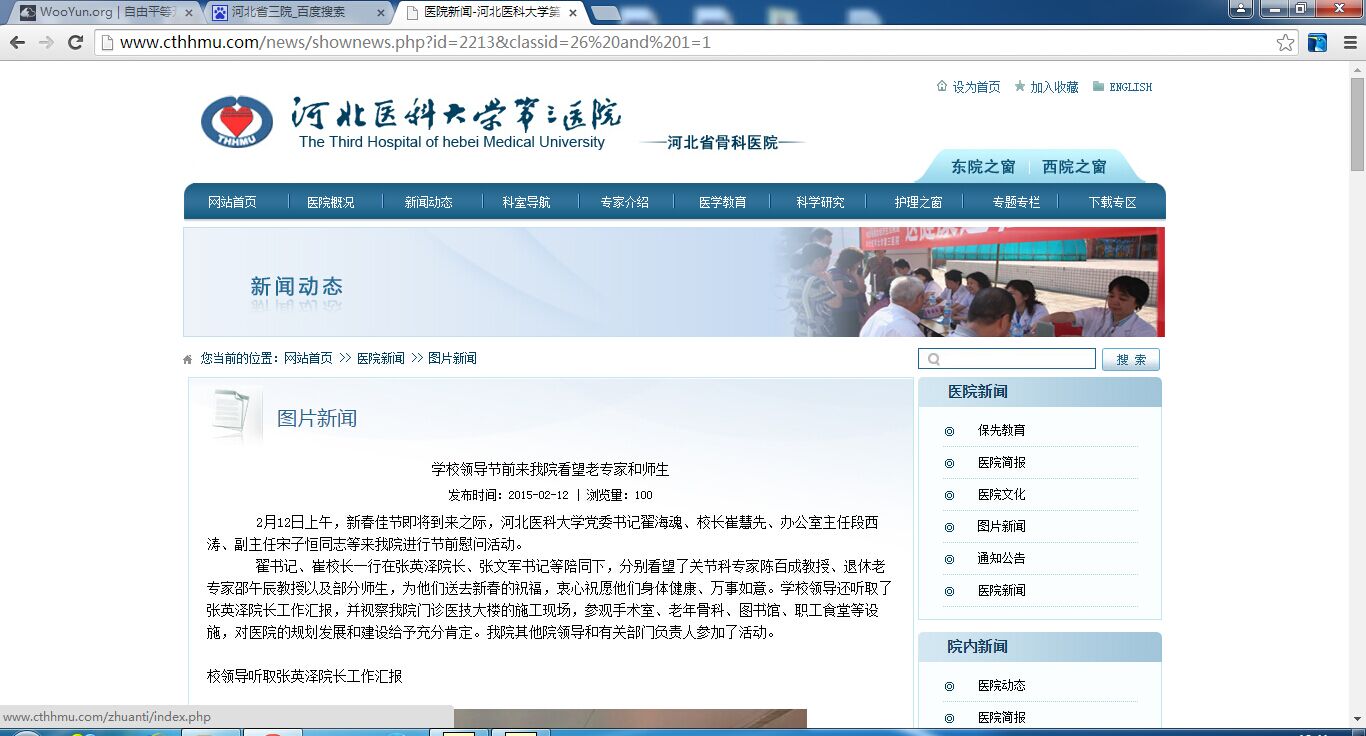 WooYun.org | 自由平等
河北省三院_百度搜索
医院新闻-河北医科大学第
www.cthhmu.com/news/shownews.php?id=2213&classid=26%20and%201=1
设为首页 加入收藏 ENGLISH
THHMU
河北医科大学第三医院
The Third Hospital of hebei Medical University
——河北省骨科医院——
东院之窗 | 西院之窗
网站首页 医院概况 新闻动态 科室导航 专家介绍 医学教育 科学研究 护理之窗 专题专栏 下载专区
新闻动态
您当前的位置：网站首页 >> 医院新闻 >> 图片新闻
搜 索
图片新闻
学校领导节前来我院看望老专家和师生
发布时间：2015-02-12 | 浏览量：100
2月12日上午，新春佳节即将到来之际，河北医科大学党委书记翟海魂、校长崔慧先、办公室主任段西
涛、副主任宋子恒同志等来我院进行节前慰问活动。
翟书记、崔校长一行在张英泽院长、张文军书记等陪同下，分别看望了关节科专家陈百成教授、退休老
专家邵午辰教授以及部分师生，为他们送去新春的祝福，衷心祝愿他们身体健康、万事如意。学校领导还听取了
张英泽院长工作汇报，并视察我院门诊医技大楼的施工现场，参观手术室、老年骨科、图书馆、职工食堂等设
施，对医院的规划发展和建设给予充分肯定。我院其他院领导和有关部门负责人参加了活动。
校领导听取张英泽院长工作汇报
医院新闻
保先教育
医院简报
医院文化
图片新闻
通知公告
医院新闻
院内新闻
医院动态
医院简报
www.cthhmu.com/zhuanti/index.php